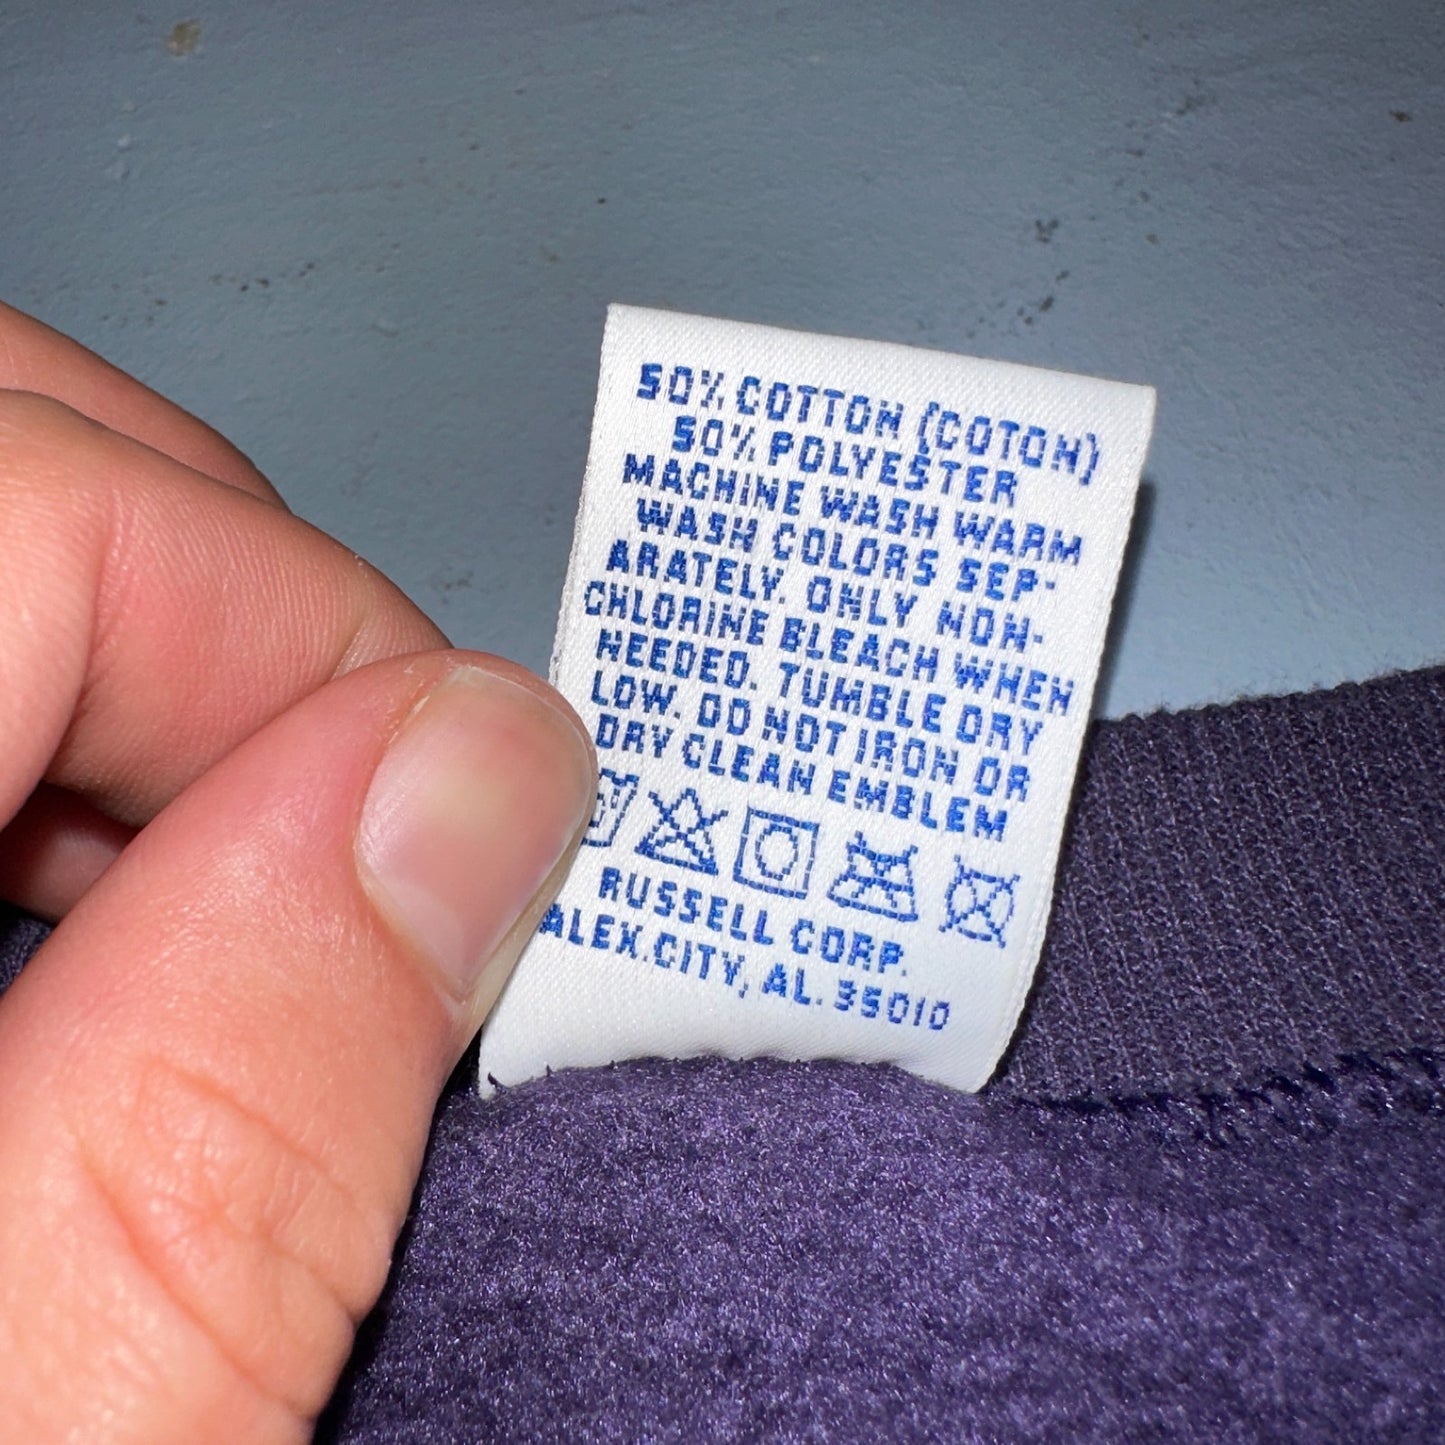 50% COTTON (COTON)
50% POLYESTER
MACHINE WASH WARM
WASH COLORS SEP-
ARATELY. ONLY NON-
CHLORINE BLEACH WHEN
NEEDED. TUMBLE DRY
LOW. DO NOT IRON OR
DRY CLEAN EMBLEM
RUSSELL CORP.
ALEX.CITY, AL. 35010